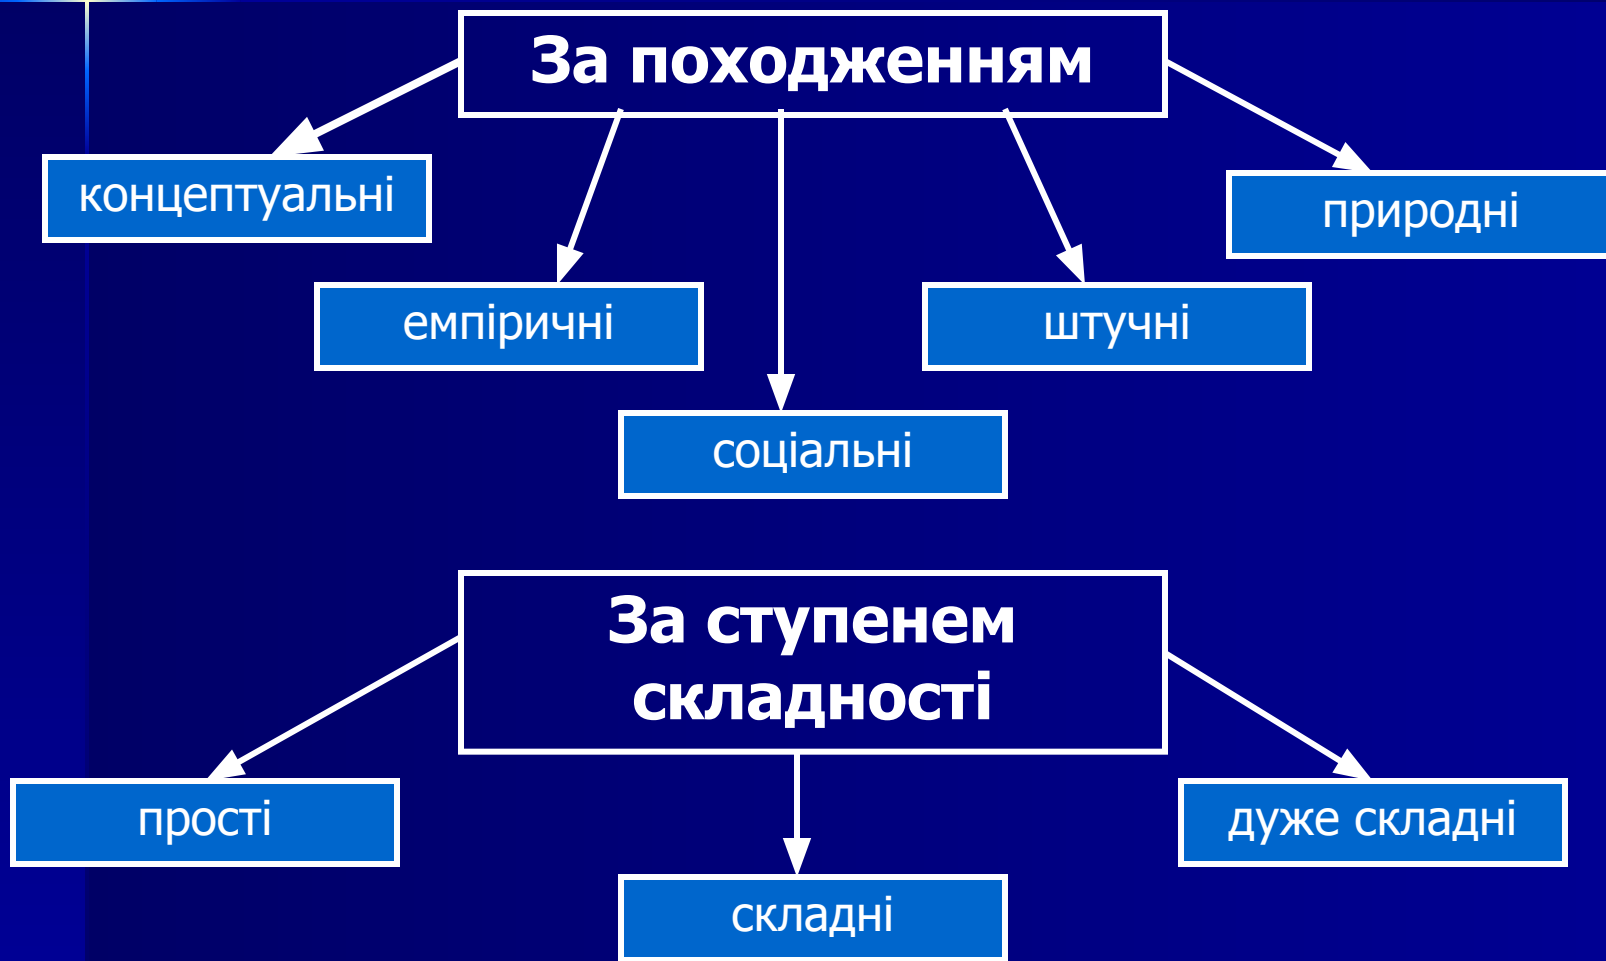 За походженням
концептуальні
природні
емпіричні
штучні
соціальні
За ступенем
складності
прості
дуже складні
складні